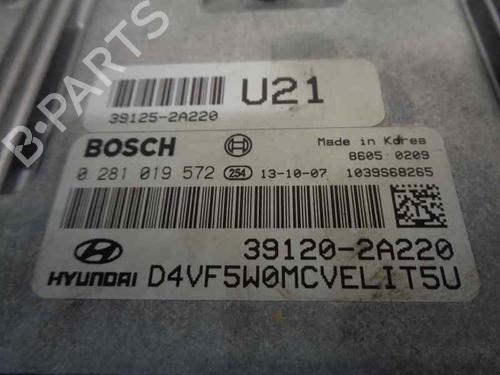 U21
39125-2A220
BOSCH
Made in Korea
8605 0209
0 281 019 572 254 13-10-07 1039S68265
39120-2A220
HYUNDAI D4VF5W0MCVELIT5U
B-PARTS